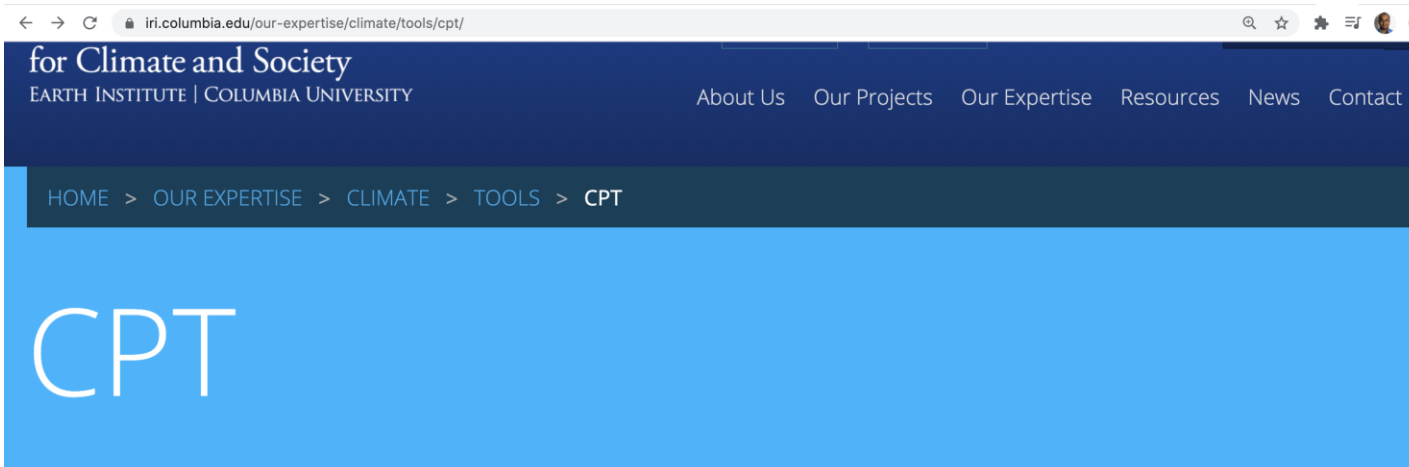 iri.columbia.edu/our-expertise/climate/tools/cpt/
for Climate and Society
EARTH INSTITUTE | COLUMBIA UNIVERSITY
About Us Our Projects Our Expertise Resources News Contact
HOME > OUR EXPERTISE > CLIMATE > TOOLS > CPT
CPT